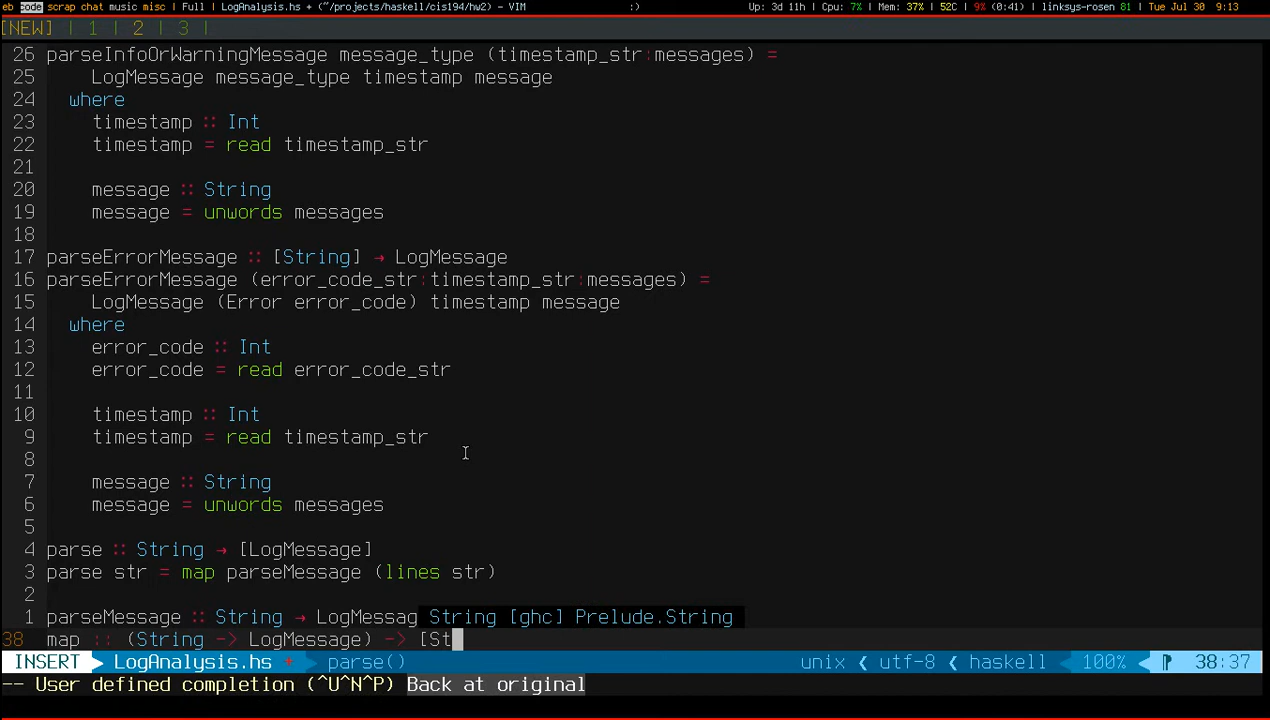 eb code scrap chat music misc | Full | LogAnalysis.hs + (~/projects/haskell/cis194/hw2) - VIM :) Up: 3d 11h | Cpu: 7% | Mem: 37% | 52C | 9% (0:41) | linksys-rosen 81 | Tue Jul 30 | 9:13
[NEW] | 1 | 2 | 3 |
26 parseInfoOrWarningMessage message_type (timestamp_str:messages) =
25 LogMessage message_type timestamp message
24 where
23 timestamp :: Int
22 timestamp = read timestamp_str
21
20 message :: String
19 message = unwords messages
18
17 parseErrorMessage :: [String] → LogMessage
16 parseErrorMessage (error_code_str:timestamp_str:messages) =
15 LogMessage (Error error_code) timestamp message
14 where
13 error_code :: Int
12 error_code = read error_code_str
11
10 timestamp :: Int
9 timestamp = read timestamp_str
8
7 message :: String
6 message = unwords messages
5
4 parse :: String → [LogMessage]
3 parse str = map parseMessage (lines str)
2
1 parseMessage :: String → LogMessag String [ghc] Prelude.String
38 map :: (String -> LogMessage) -> [St
INSERT LogAnalysis.hs * parse() unix utf-8 haskell 100% 38:37
-- User defined completion (^U^N^P) Back at original